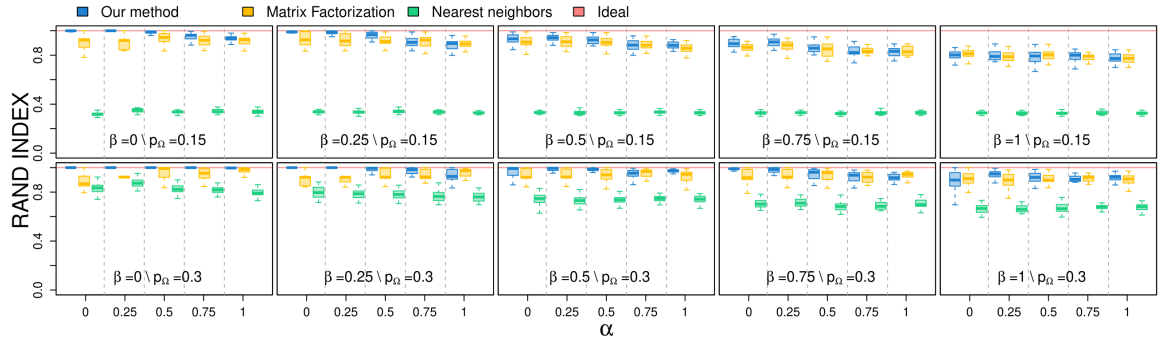 Our method Matrix Factorization Nearest neighbors Ideal
RAND INDEX
0.8
0.4
0.0
β =0 \ pΩ =0.15 β =0.25 \ pΩ =0.15 β =0.5 \ pΩ =0.15 β =0.75 \ pΩ =0.15 β =1 \ pΩ =0.15
0.8
0.4
0.0
β =0 \ pΩ =0.3 β =0.25 \ pΩ =0.3 β =0.5 \ pΩ =0.3 β =0.75 \ pΩ =0.3 β =1 \ pΩ =0.3
0 0.25 0.5 0.75 1 0 0.25 0.5 0.75 1 0 0.25 0.5 0.75 1 0 0.25 0.5 0.75 1 0 0.25 0.5 0.75 1
α